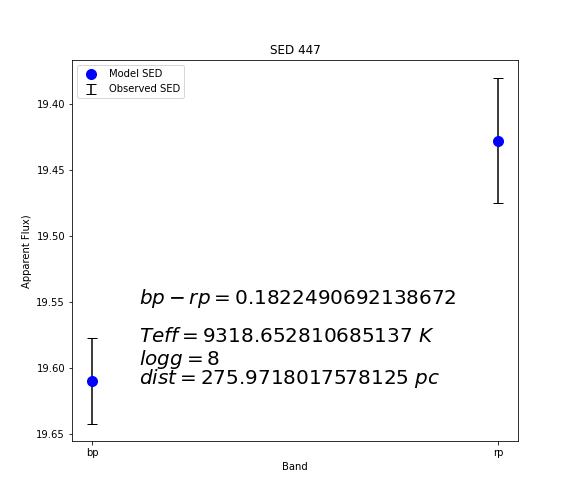 SED 447
Model SED
Observed SED
19.40
19.45
19.50
19.55
19.60
19.65
Apparent Flux)
bp − rp = 0.1822490692138672
Teff = 9318.652810685137 K
logg = 8
dist = 275.9718017578125 pc
bp
rp
Band